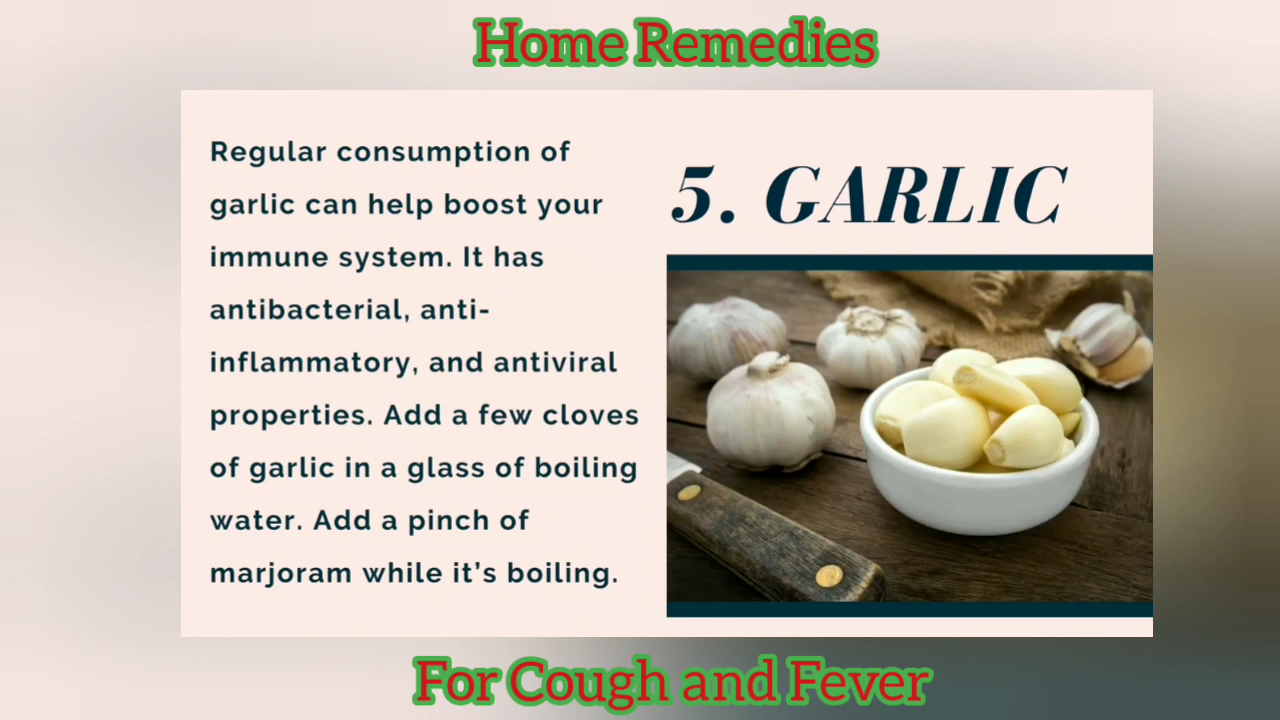 Home Remedies
Regular consumption of
garlic can help boost your
immune system. It has
antibacterial, anti-
inflammatory, and antiviral
properties. Add a few cloves
of garlic in a glass of boiling
water. Add a pinch of
marjoram while it’s boiling.
5. GARLIC
For Cough and Fever